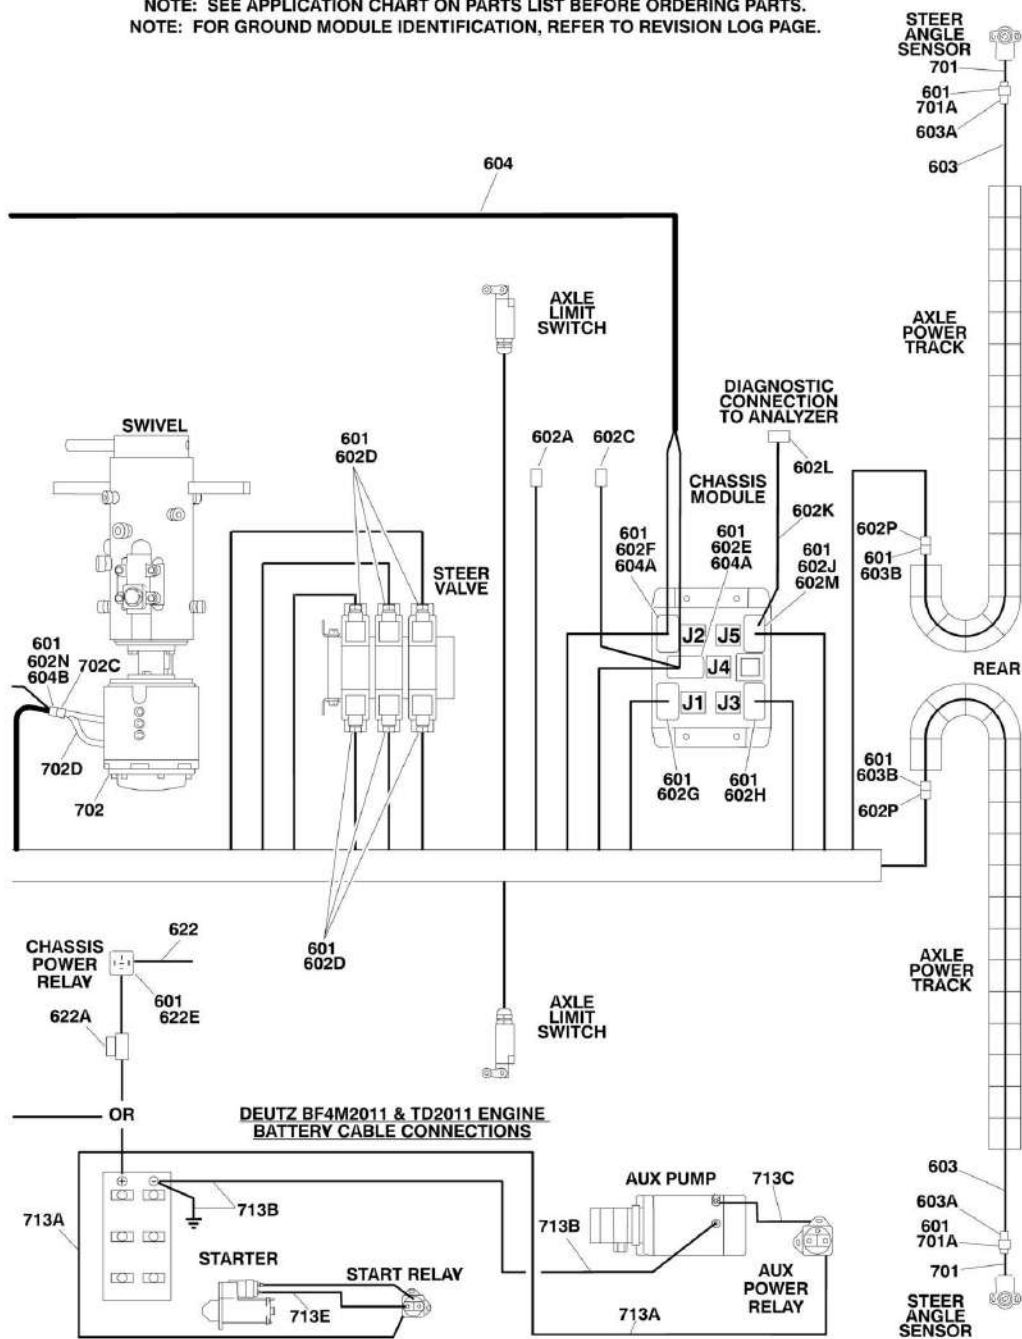 NOTE: SEE APPLICATION CHART ON PARTS LIST BEFORE ORDERING PARTS.
NOTE: FOR GROUND MODULE IDENTIFICATION, REFER TO REVISION LOG PAGE.
STEER
ANGLE
SENSOR
701
601
701A
603A
603
604
AXLE
LIMIT
SWITCH
AXLE
POWER
TRACK
DIAGNOSTIC
CONNECTION
TO ANALYZER
SWIVEL
601
602D
602A
602C
602L
CHASSIS
MODULE
602K
601
602F
604A
601
602E
604A
601
602J
602M
602P
601
603B
STEER
VALVE
J2
J5
J4
J1
J3
601
602N
604B
702C
702D
702
REAR
601
602G
601
602H
601
603B
602P
601
602D
622
CHASSIS
POWER
RELAY
601
622E
622A
AXLE
LIMIT
SWITCH
AXLE
POWER
TRACK
OR
DEUTZ BF4M2011 & TD2011 ENGINE
BATTERY CABLE CONNECTIONS
+
-
713A
713B
AUX PUMP
713C
713B
STARTER
START RELAY
713E
AUX
POWER
RELAY
713A
603
603A
601
701A
701
STEER
ANGLE
SENSOR